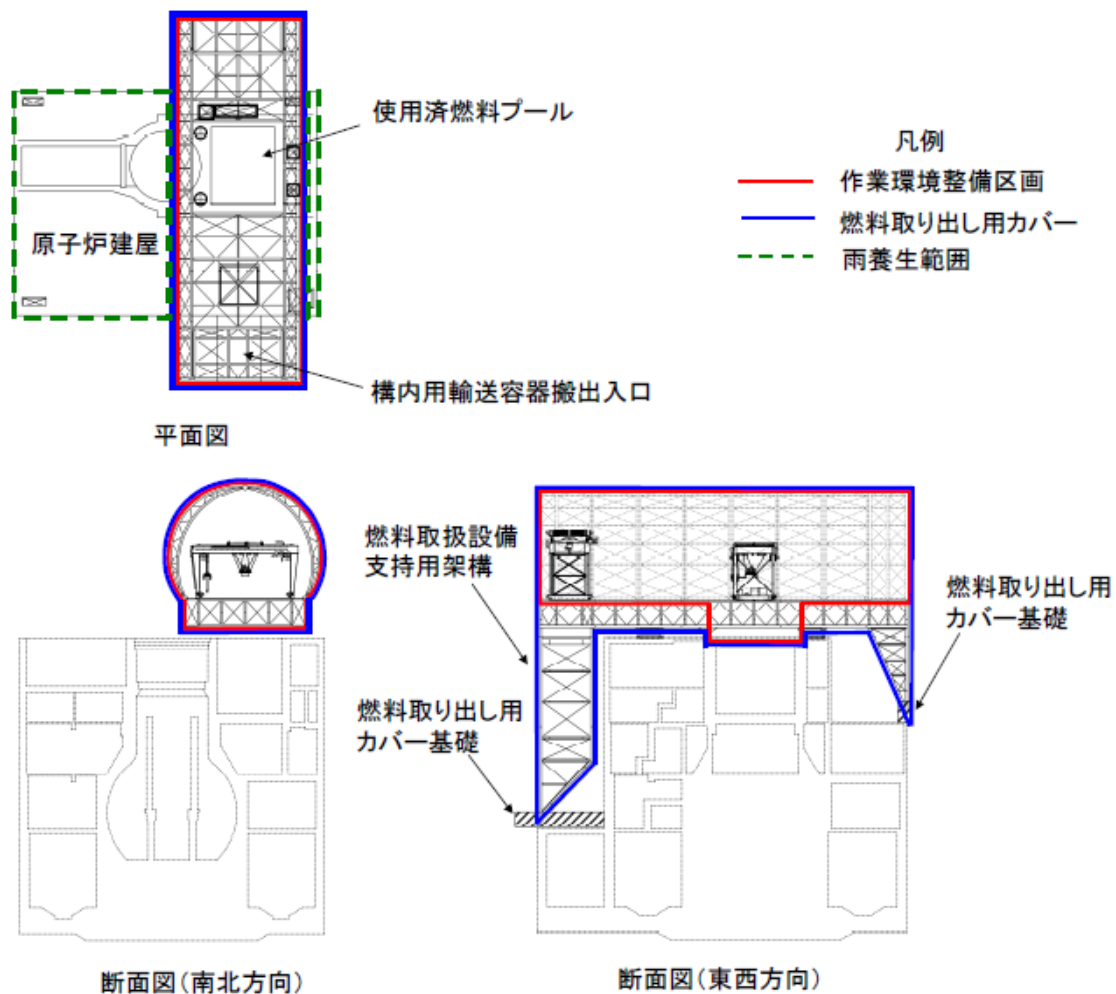 使用済燃料プール
凡例
作業環境整備区画
燃料取り出し用カバー
雨養生範囲
原子炉建屋
構内用輸送容器搬出入口
平面図
燃料取扱設備
支持用架構
燃料取り出し用
カバー基礎
燃料取り出し用
カバー基礎
断面図(南北方向)
断面図(東西方向)